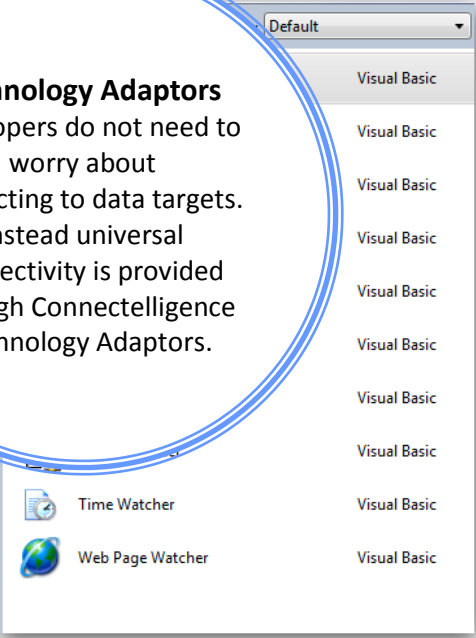 Default
Visual Basic
nology Adaptors
Visual Basic
ppers do not need to
worry about
Visual Basic
cting to data targets.
nstead universal
Visual Basic
ectivity is provided
Visual Basic
gh Connectelligence
hnology Adaptors.
Visual Basic
Visual Basic
Visual Basic
Time Watcher Visual Basic
Web Page Watcher Visual Basic